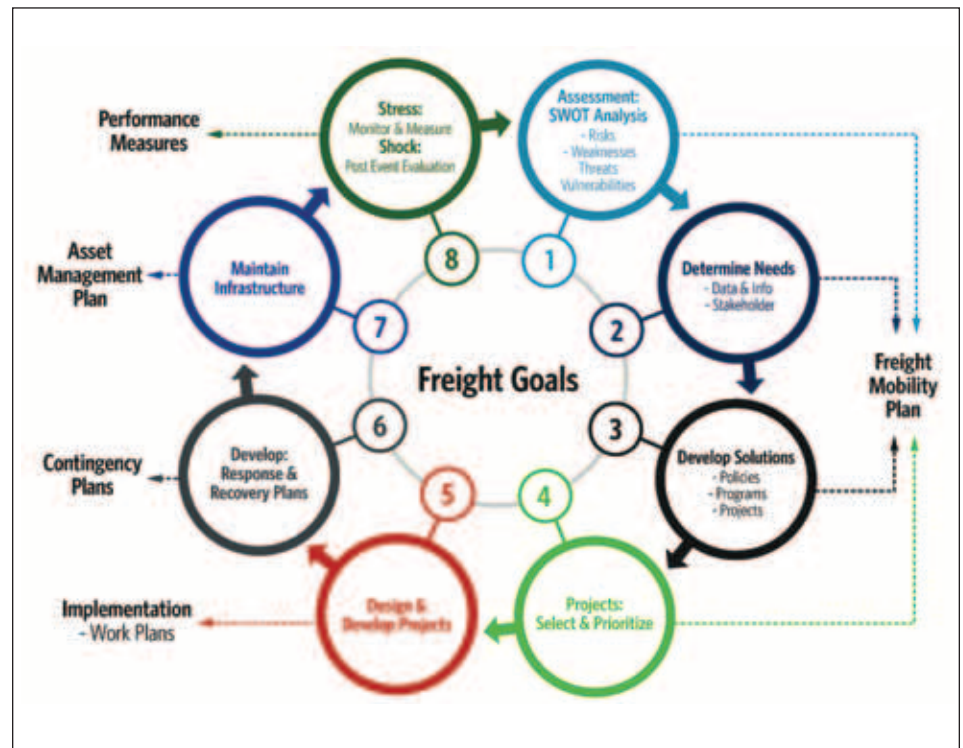 Stress:
Monitor & Measure
Shock:
Post Event Evaluation
Assessment:
SWOT Analysis
- Risks
- Weaknesses
Threats
Vulnerabilities
Performance
Measures
8
1
Asset
Management
Plan
Maintain
Infrastructure
Determine Needs
- Data & Info
- Stakeholder
7
2
Freight Goals
Freight
Mobility
Plan
6
3
Contingency
Plans
Develop:
Response &
Recovery Plans
Develop Solutions
- Policies
- Programs
- Projects
5
4
Implementation
- Work Plans
Design &
Develop Projects
Projects:
Select & Prioritize